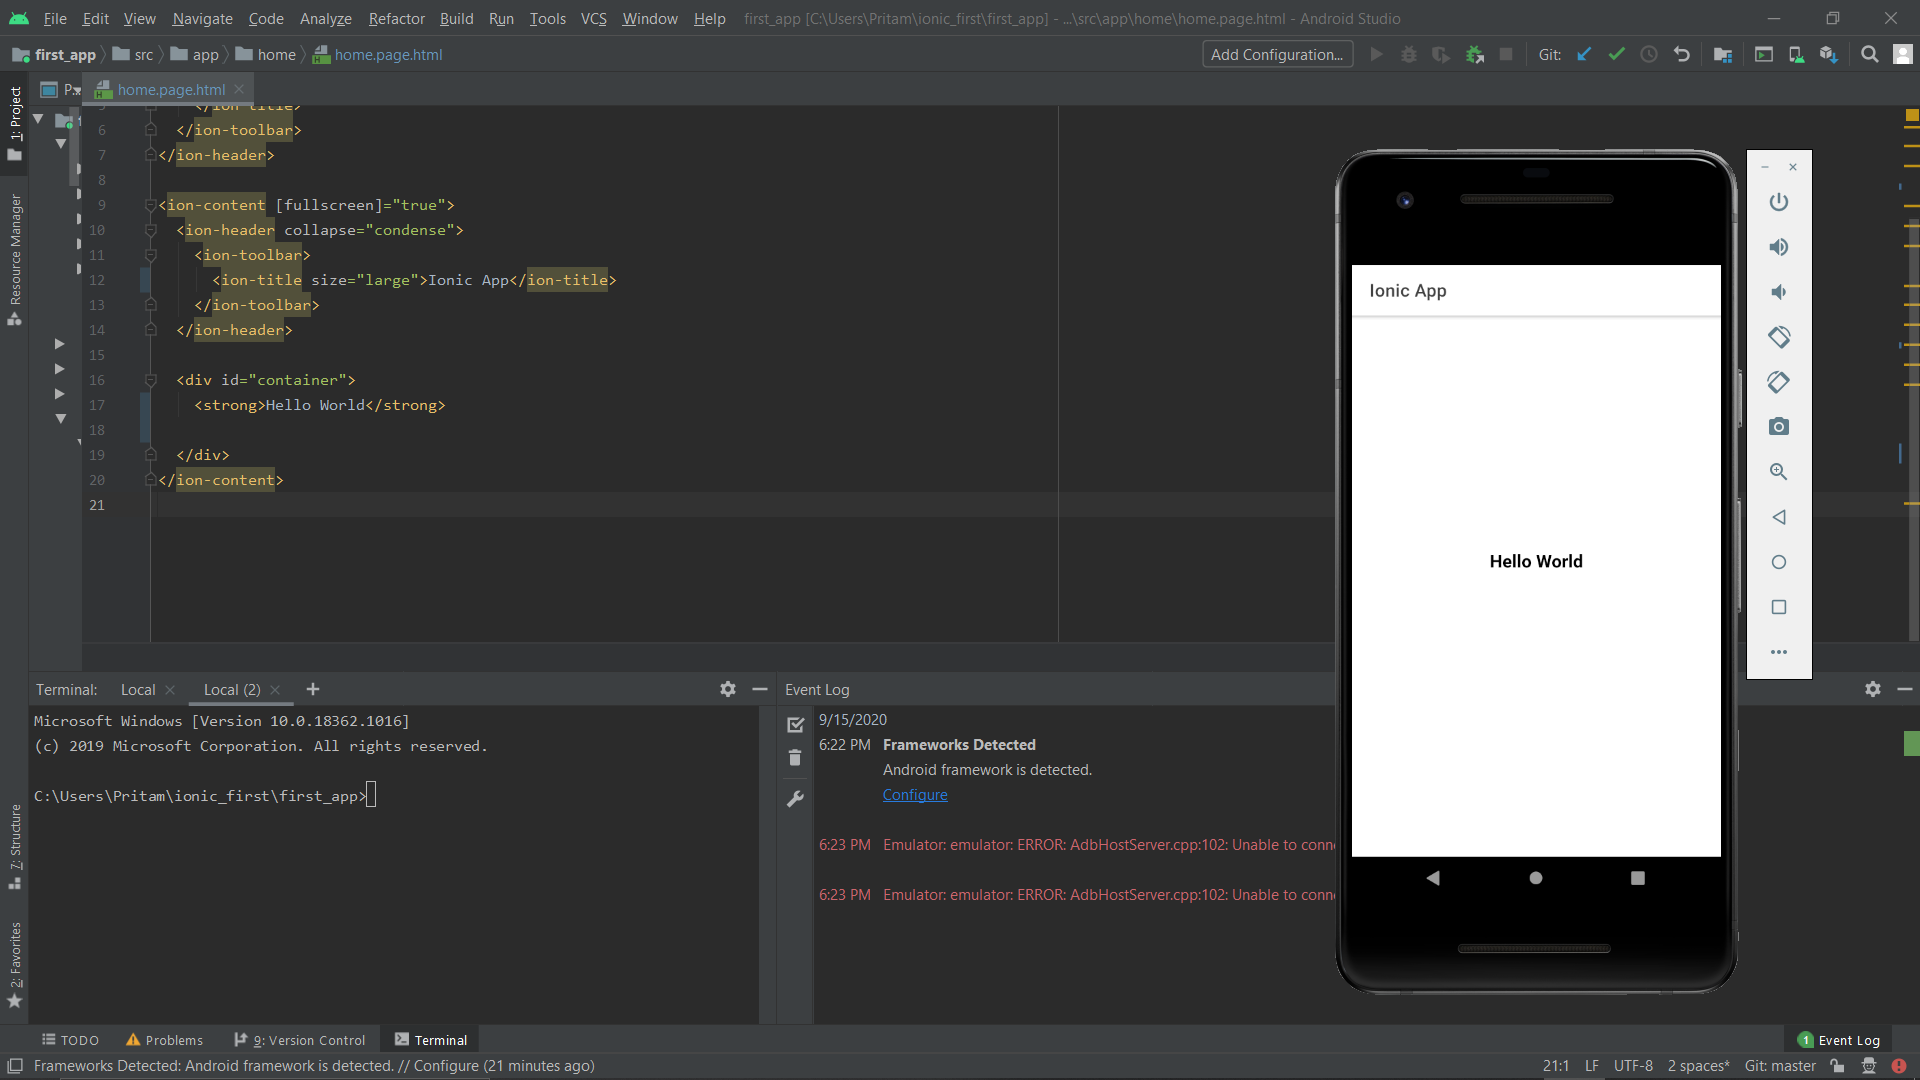 File Edit View Navigate Code Analyze Refactor Build Run Tools VCS Window Help first_app [C:\Users\Pritam\ionic_first\first_app] - ...\src\app\home\home.page.html - Android Studio
first_app src app home home.page.html Add Configuration... Git:
1: Project
Resource Manager
7: Structure
2: Favorites
P... home.page.html
5 </ion-title>
6 </ion-toolbar>
7 </ion-header>
8
9 <ion-content [fullscreen]="true">
10 <ion-header collapse="condense">
11 <ion-toolbar>
12 <ion-title size="large">Ionic App</ion-title>
13 </ion-toolbar>
14 </ion-header>
15
16 <div id="container">
17 <strong>Hello World</strong>
18
19 </div>
20 </ion-content>
21
Ionic App
Hello World
Terminal: Local Local (2) +
Microsoft Windows [Version 10.0.18362.1016]
(c) 2019 Microsoft Corporation. All rights reserved.
C:\Users\Pritam\ionic_first\first_app>
Event Log
9/15/2020
6:22 PM Frameworks Detected
Android framework is detected.
Configure
6:23 PM Emulator: emulator: ERROR: AdbHostServer.cpp:102: Unable to conne
6:23 PM Emulator: emulator: ERROR: AdbHostServer.cpp:102: Unable to conne
TODO Problems 9: Version Control Terminal 1 Event Log
Frameworks Detected: Android framework is detected. // Configure (21 minutes ago) 21:1 LF UTF-8 2 spaces* Git: master